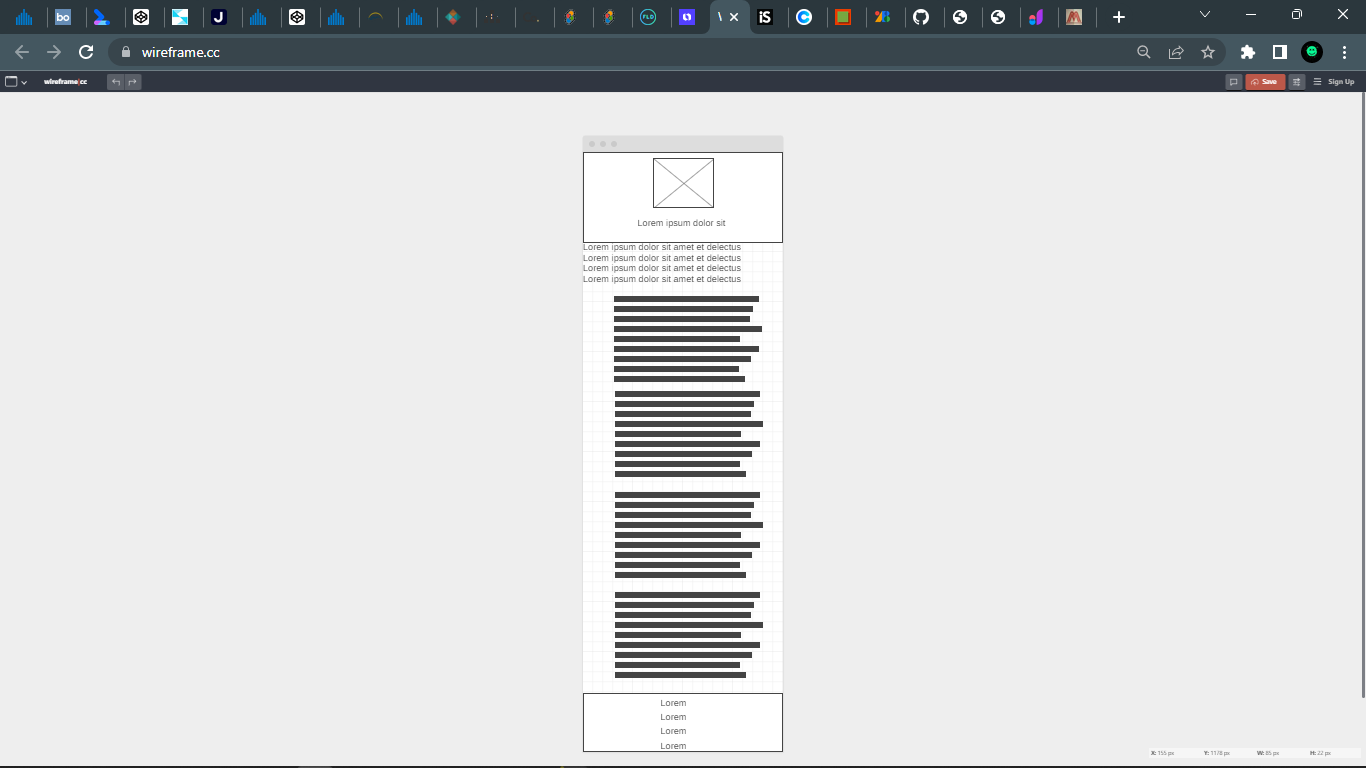 bo
J
FLO
V
iS
wireframe.cc
wireframe.cc
Save
Sign Up
Lorem ipsum dolor sit
Lorem ipsum dolor sit amet et delectus
Lorem ipsum dolor sit amet et delectus
Lorem ipsum dolor sit amet et delectus
Lorem ipsum dolor sit amet et delectus
Lorem
Lorem
Lorem
Lorem
X: 155 px Y: 1178 px W: 85 px H: 22 px